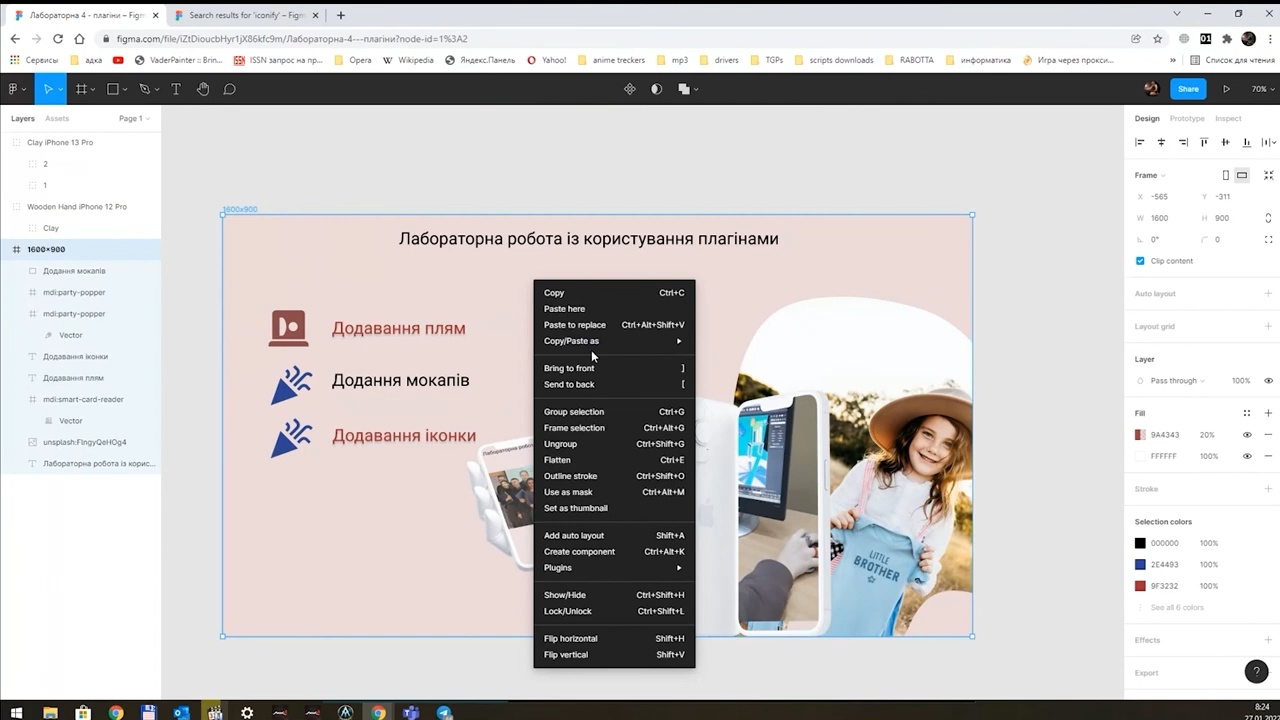 Лабораторна 4 - плагіни – Figm
Search results for 'iconify' – Figm
figma.com/file/iZtDioucbHyr1jX86kfc9m/Лабораторна-4---плагіни?node-id=1%3A2
Сервисы
адка
VaderPainter :: Brin...
ISSN запрос на пр...
Opera
Wikipedia
Яндекс.Панель
Yahoo!
anime treckers
mp3
drivers
TGPs
scripts downloads
RABOTTA
информатика
Игра через прокси...
»
Список для чтения
Share
70%
Layers
Assets
Page 1
Design
Prototype
Inspect
Clay iPhone 13 Pro
2
1
Wooden Hand iPhone 12 Pro
Clay
1600×900
Додання мокапів
mdi:party-popper
mdi:party-popper
Vector
Додавання іконки
Додавання плям
mdi:smart-card-reader
Vector
unsplash:FIngyQeHOg4
Лабораторна робота із корис...
1600x900
Лабораторна робота із користування плагінами
Додавання плям
Додання мокапів
Додавання іконки
Лабораторна робота
LITTLE
BROTHER
Copy Ctrl+C
Paste here
Paste to replace Ctrl+Alt+Shift+V
Copy/Paste as
Bring to front ]
Send to back [
Group selection Ctrl+G
Frame selection Ctrl+Alt+G
Ungroup Ctrl+Shift+G
Flatten Ctrl+E
Outline stroke Ctrl+Shift+O
Use as mask Ctrl+Alt+M
Set as thumbnail
Add auto layout Shift+A
Create component Ctrl+Alt+K
Plugins
Show/Hide Ctrl+Shift+H
Lock/Unlock Ctrl+Shift+L
Flip horizontal Shift+H
Flip vertical Shift+V
Frame
X -565 Y -311
W 1600 H 900
0° 0
Clip content
Auto layout
Layout grid
Layer
Pass through 100%
Fill
9A4343 20%
FFFFFF 100%
Stroke
Selection colors
000000 100%
2E4493 100%
9F3232 100%
See all 6 colors
Effects
Export
?
8:24